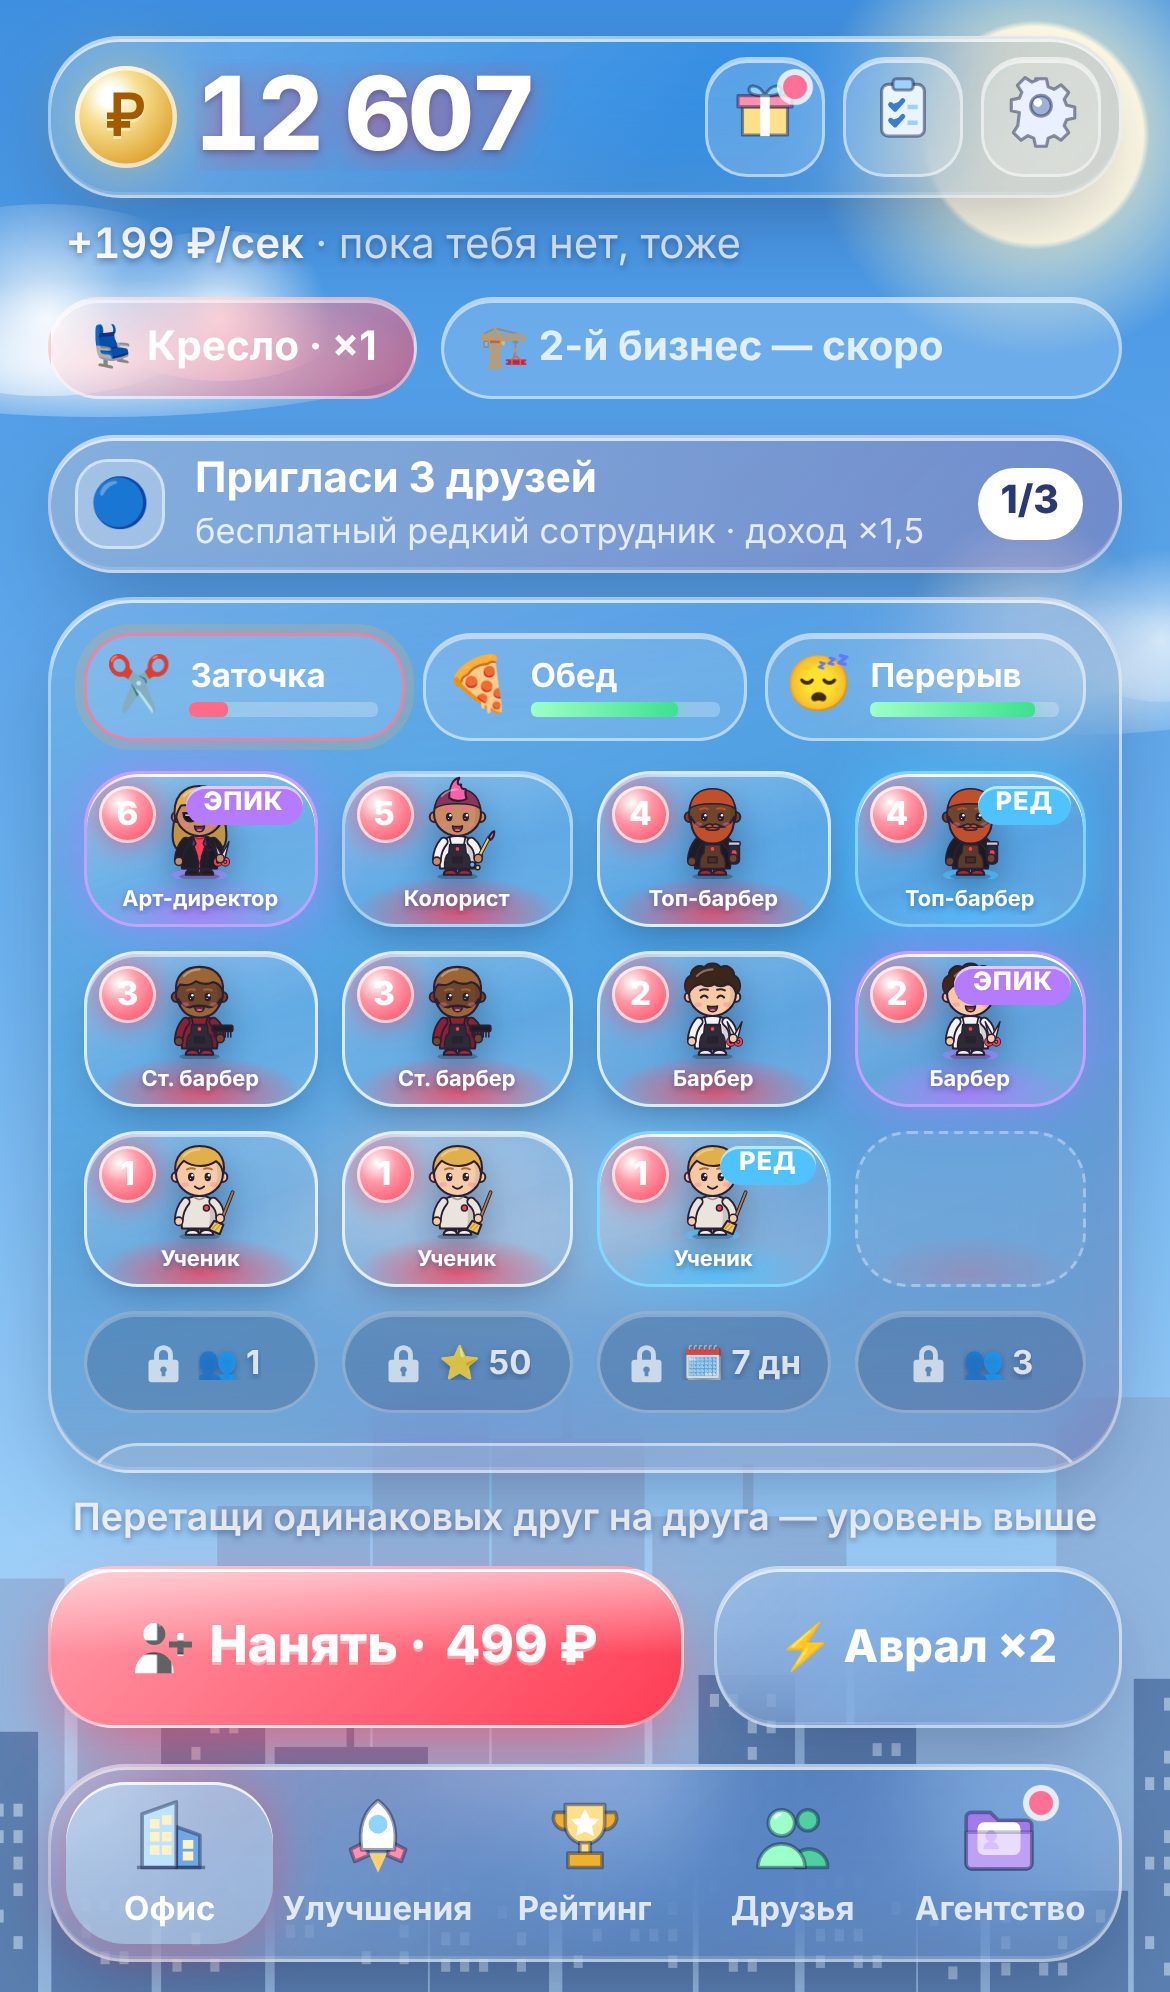 ₽ 12 607
+199 ₽/сек · пока тебя нет, тоже
Кресло · ×1
2-й бизнес — скоро
Пригласи 3 друзей
бесплатный редкий сотрудник · доход ×1,5
1/3
Заточка
Обед
Перерыв
6 ЭПИК
Арт-директор
5
Колорист
4
Топ-барбер
4 РЕД
Топ-барбер
3
Ст. барбер
3
Ст. барбер
2
Барбер
2 ЭПИК
Барбер
1
Ученик
1
Ученик
1 РЕД
Ученик
1
50
7 дн
3
Перетащи одинаковых друг на друга — уровень выше
Нанять · 499 ₽
Аврал ×2
Офис
Улучшения
Рейтинг
Друзья
Агентство